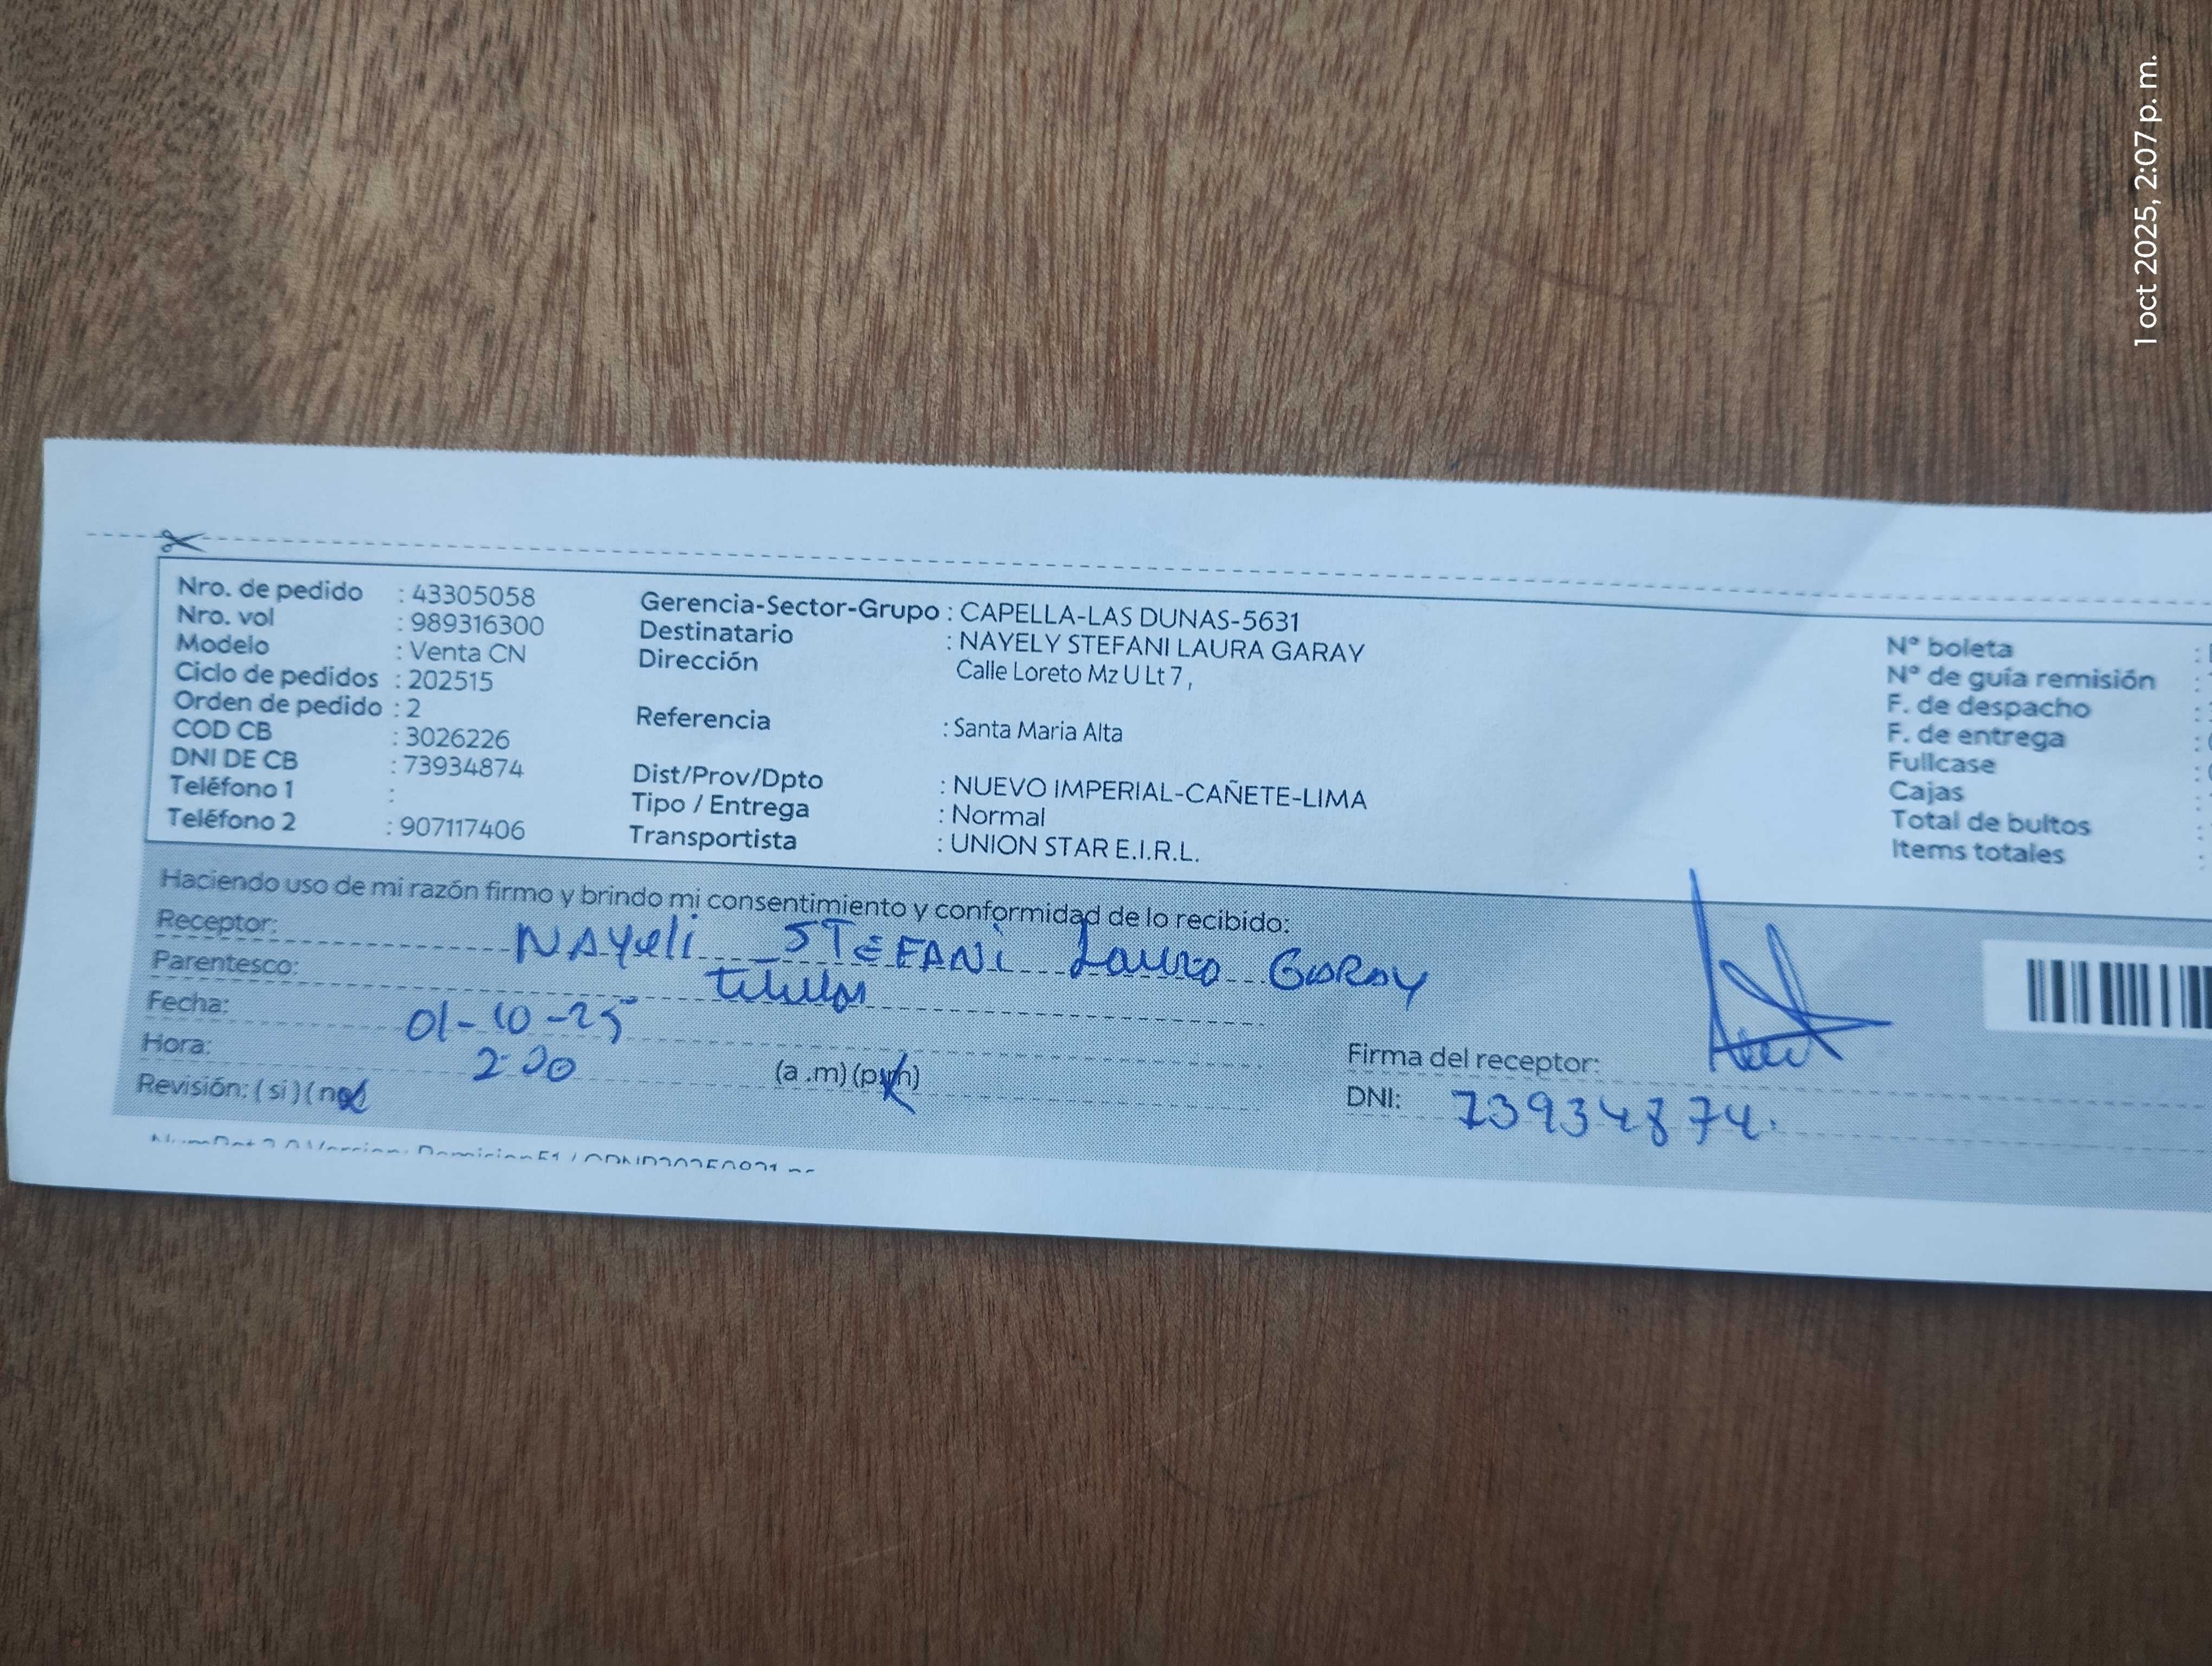 1 oct 2025, 2:07 p. m.
Nro. de pedido : 43305058
Nro. vol : 989316300
Modelo : Venta CN
Ciclo de pedidos : 202515
Orden de pedido : 2
COD CB : 3026226
DNI DE CB : 73934874
Teléfono 1 :
Teléfono 2 : 907117406
Gerencia-Sector-Grupo : CAPELLA-LAS DUNAS-5631
Destinatario : NAYELY STEFANI LAURA GARAY
Dirección Calle Loreto Mz U Lt 7 ,
Referencia : Santa Maria Alta
Dist/Prov/Dpto : NUEVO IMPERIAL-CAÑETE-LIMA
Tipo / Entrega : Normal
Transportista : UNION STAR E.I.R.L.
Nº boleta :
Nº de guía remisión :
F. de despacho :
F. de entrega :
Fullcase :
Cajas :
Total de bultos :
Items totales :
Haciendo uso de mi razón firmo y brindo mi consentimiento y conformidad de lo recibido:
Receptor: NAYeli STEFANi Laura GARAY
Parentesco: titular
Fecha: 01-10-25
Hora: 2:00 (a .m) (p.m)
Revisión: ( si ) ( no )
Firma del receptor:
DNI: 73934874.